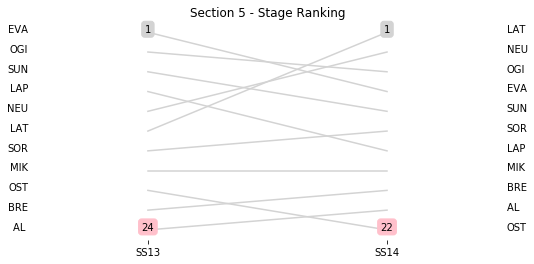 Section 5 - Stage Ranking
EVA 1 1 LAT
OGI NEU
SUN OGI
LAP EVA
NEU SUN
LAT SOR
SOR LAP
MIK MIK
OST BRE
BRE AL
AL 24 22 OST
SS13 SS14